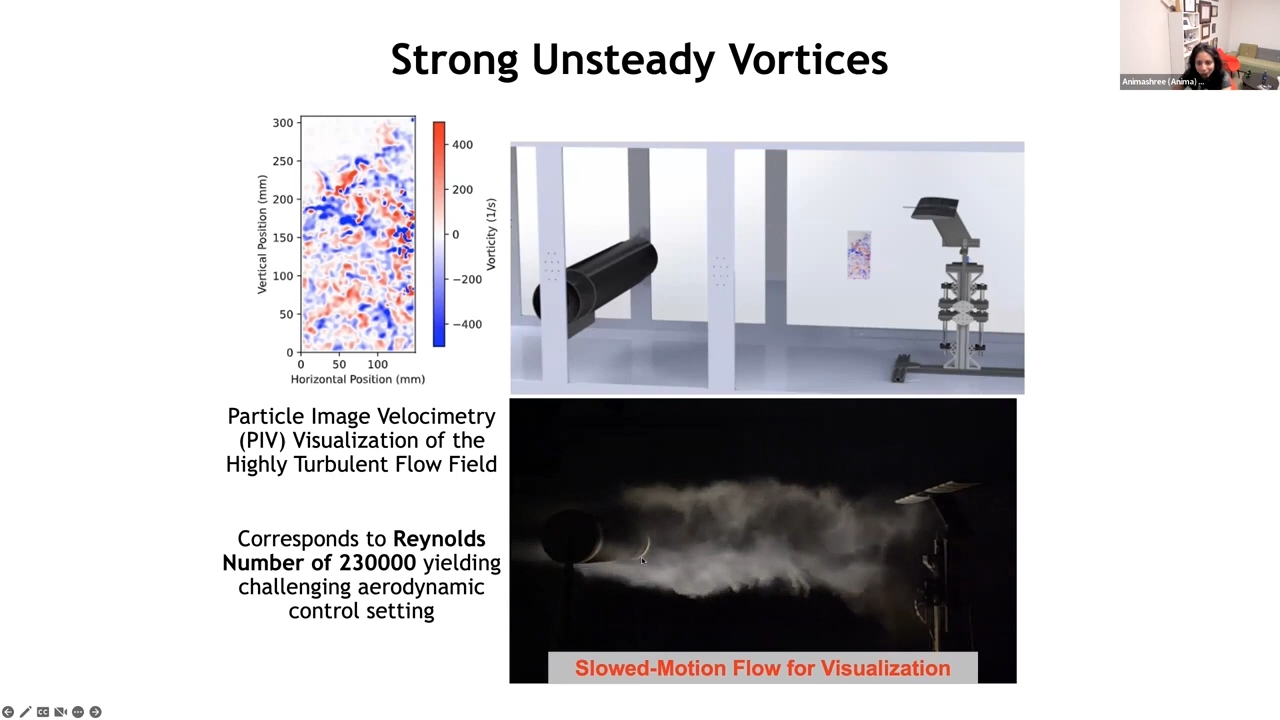 Strong Unsteady Vortices
Animashree (Anima) ...
300
250
200
150
100
50
0
Vertical Position (mm)
0 50 100
Horizontal Position (mm)
400
200
0
−200
−400
Vorticity (1/s)
Particle Image Velocimetry
(PIV) Visualization of the
Highly Turbulent Flow Field
Corresponds to Reynolds
Number of 230000 yielding
challenging aerodynamic
control setting
Slowed-Motion Flow for Visualization
CC